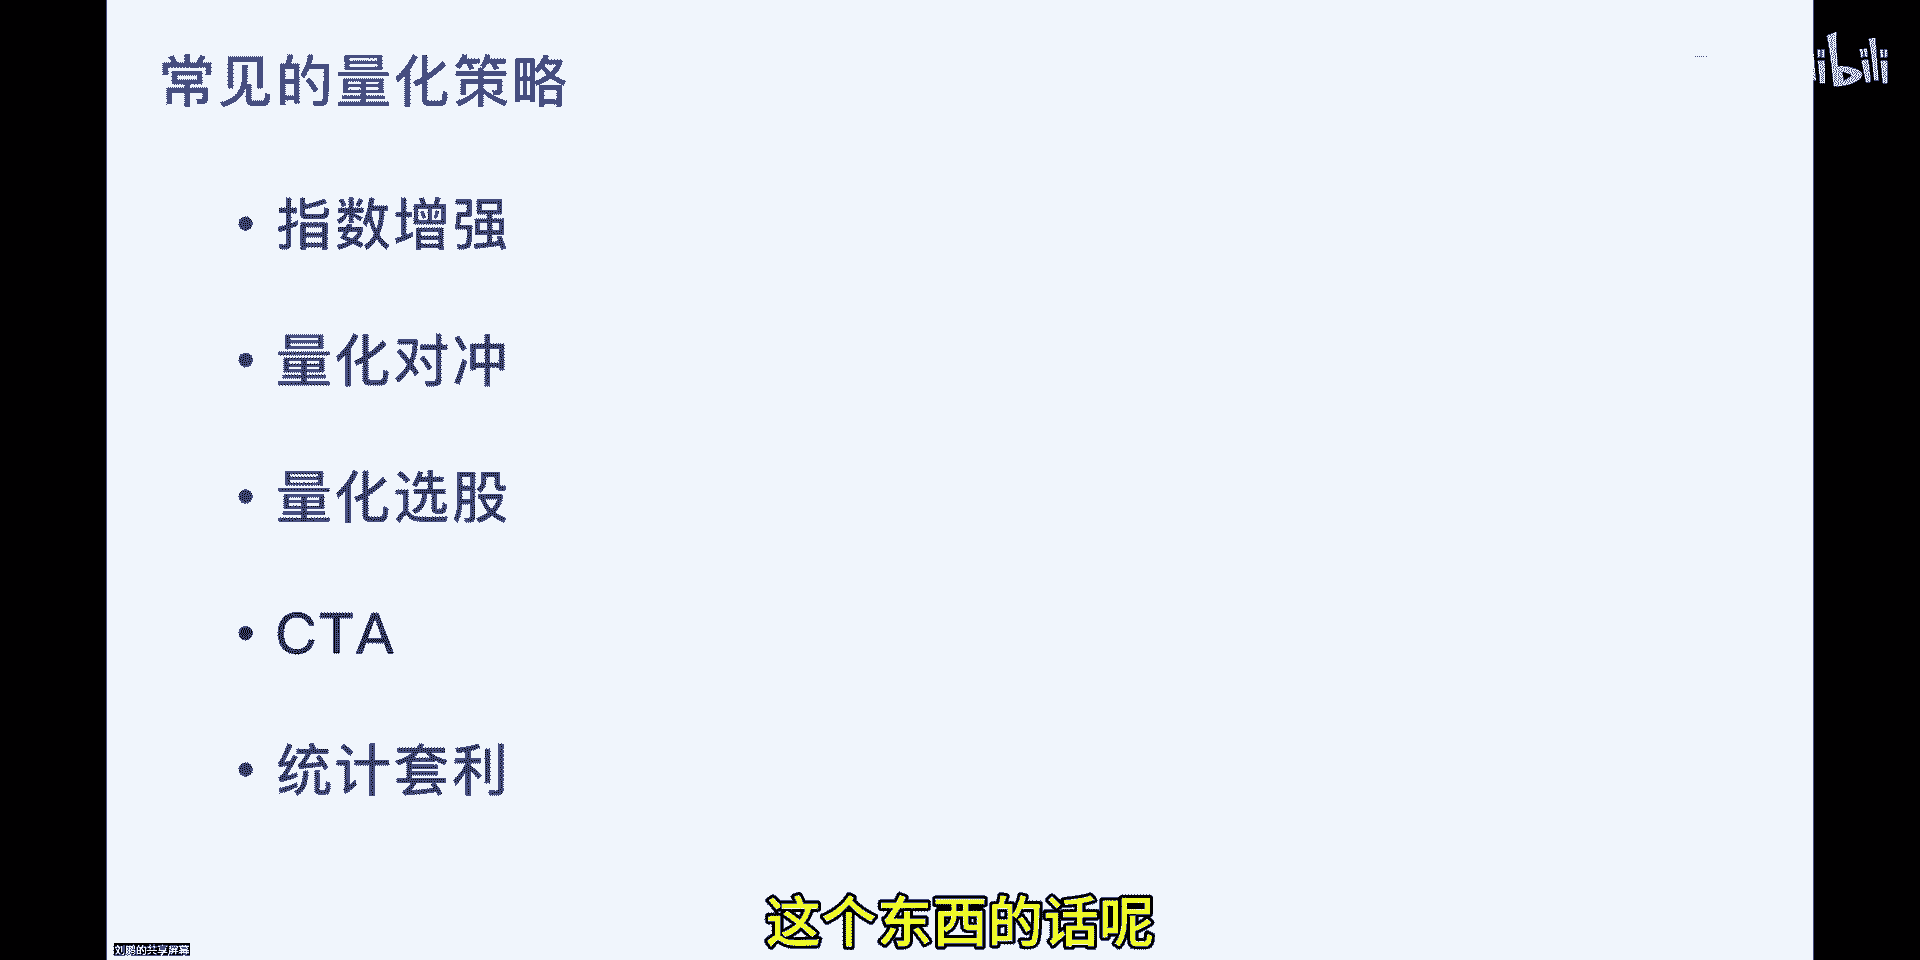 常见的量化策略
ibili
• 指数增强
• 量化对冲
• 量化选股
• CTA
• 统计套利
这个东西的话呢
刘鹏的共享屏幕